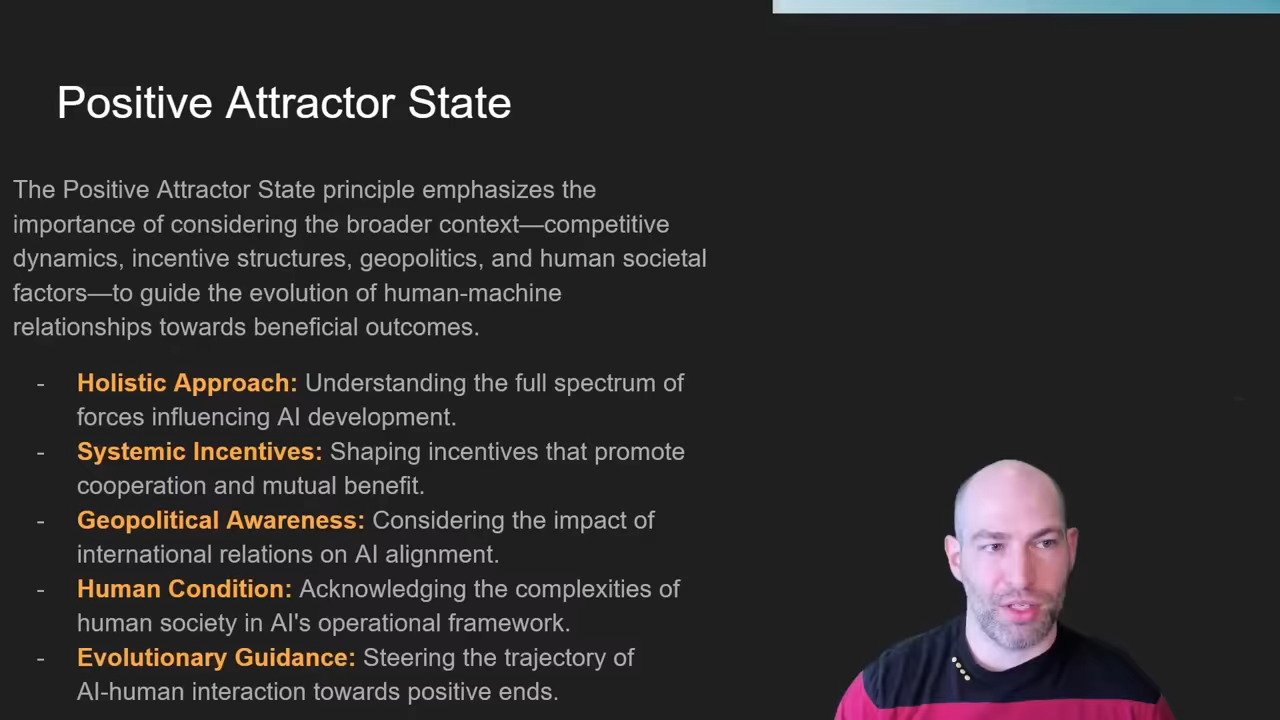 Positive Attractor State
The Positive Attractor State principle emphasizes the
importance of considering the broader context—competitive
dynamics, incentive structures, geopolitics, and human societal
factors—to guide the evolution of human-machine
relationships towards beneficial outcomes.
- Holistic Approach: Understanding the full spectrum of
forces influencing AI development.
- Systemic Incentives: Shaping incentives that promote
cooperation and mutual benefit.
- Geopolitical Awareness: Considering the impact of
international relations on AI alignment.
- Human Condition: Acknowledging the complexities of
human society in AI's operational framework.
- Evolutionary Guidance: Steering the trajectory of
AI-human interaction towards positive ends.